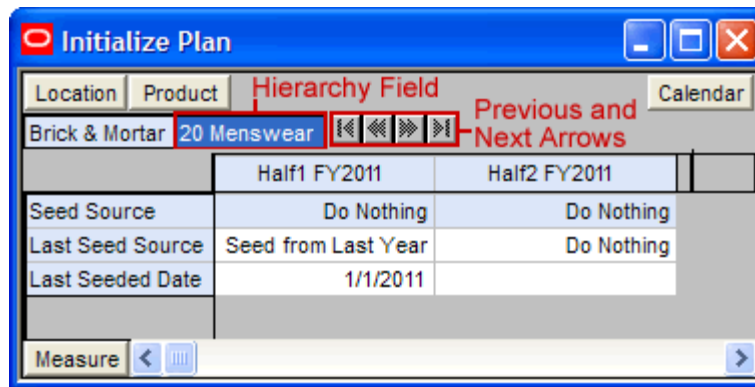 Initialize Plan
Location Product Hierarchy Field Calendar
Previous and
Brick & Mortar 20 Menswear Next Arrows
Half1 FY2011 Half2 FY2011
Seed Source Do Nothing Do Nothing
Last Seed Source Seed from Last Year Do Nothing
Last Seeded Date 1/1/2011
Measure